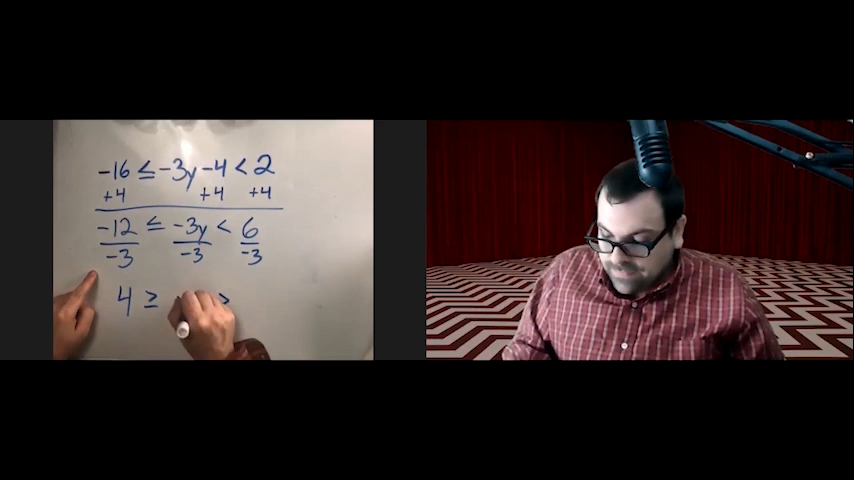 -16 ≤ -3y -4 < 2
+4 +4 +4
-12 ≤ -3y < 6
-3 -3 -3
4 ≥ >